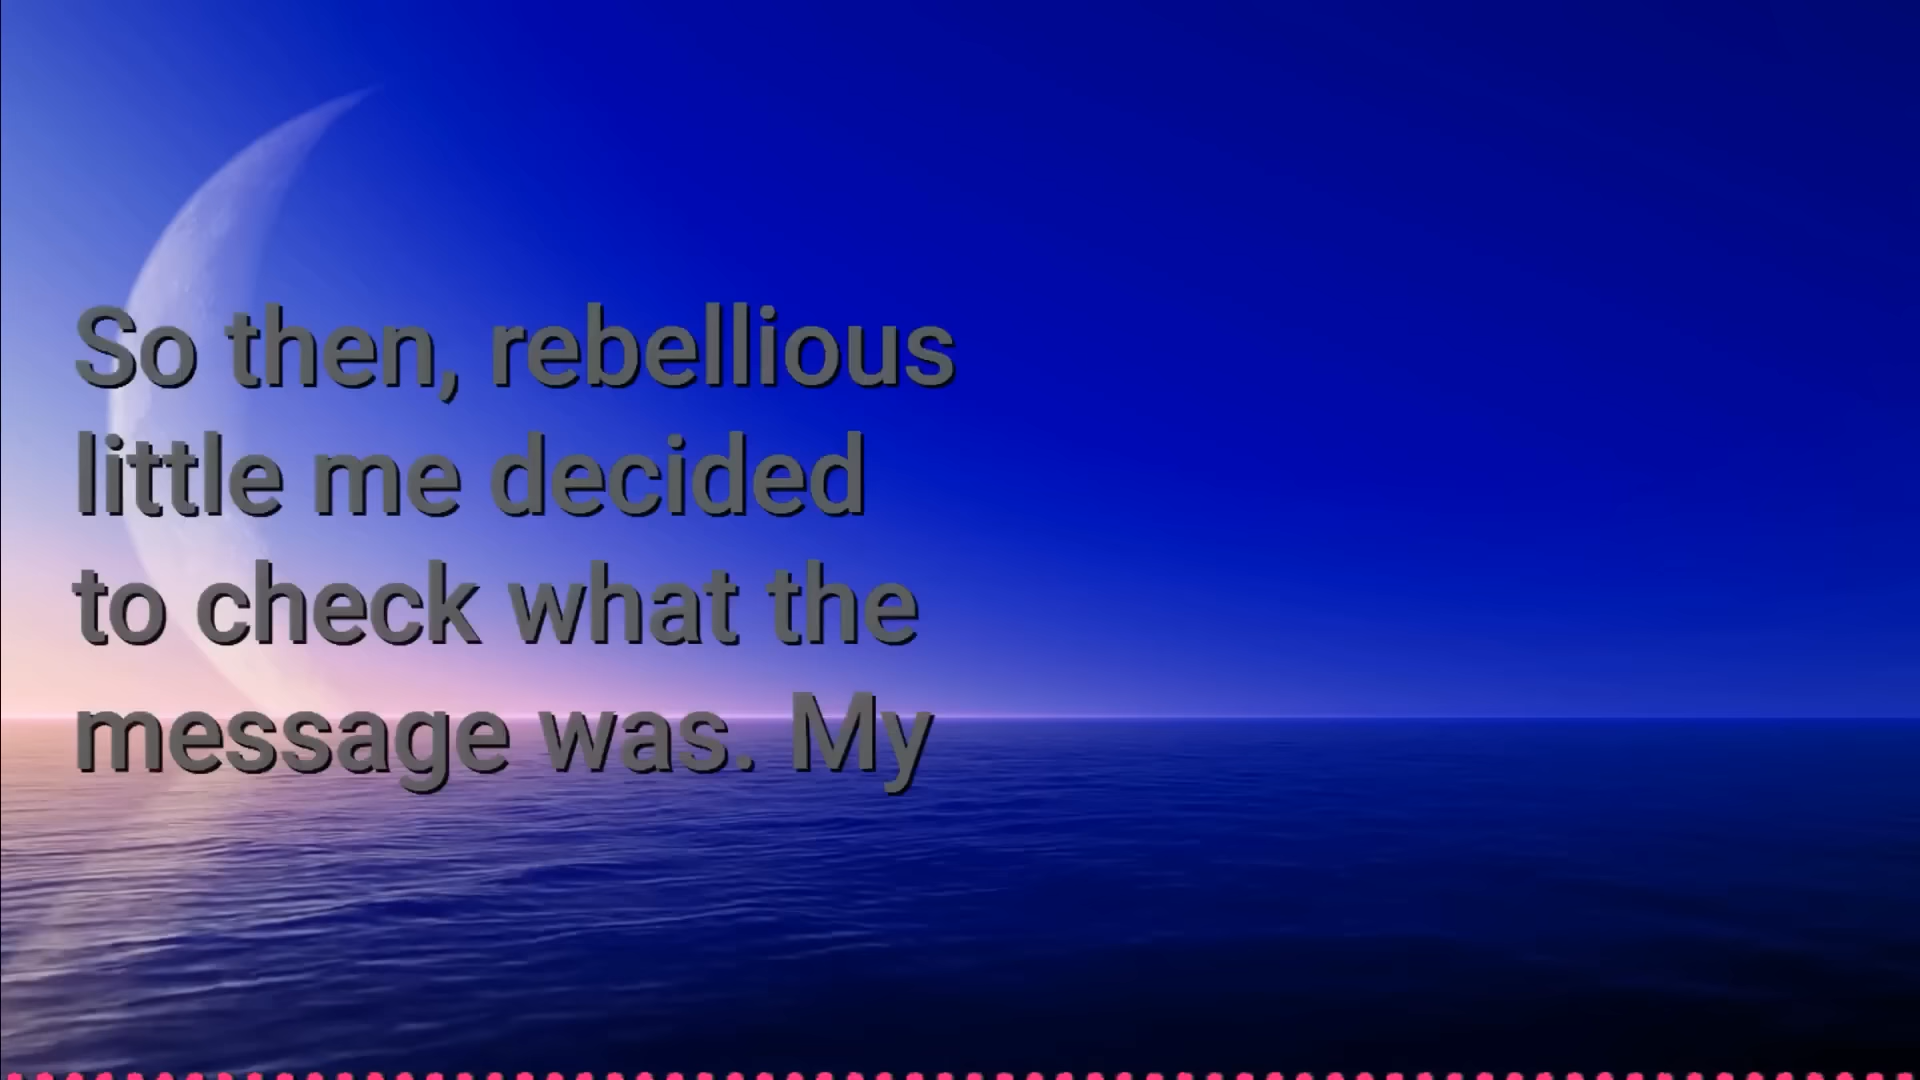 So then, rebellious
little me decided
to check what the
message was. My